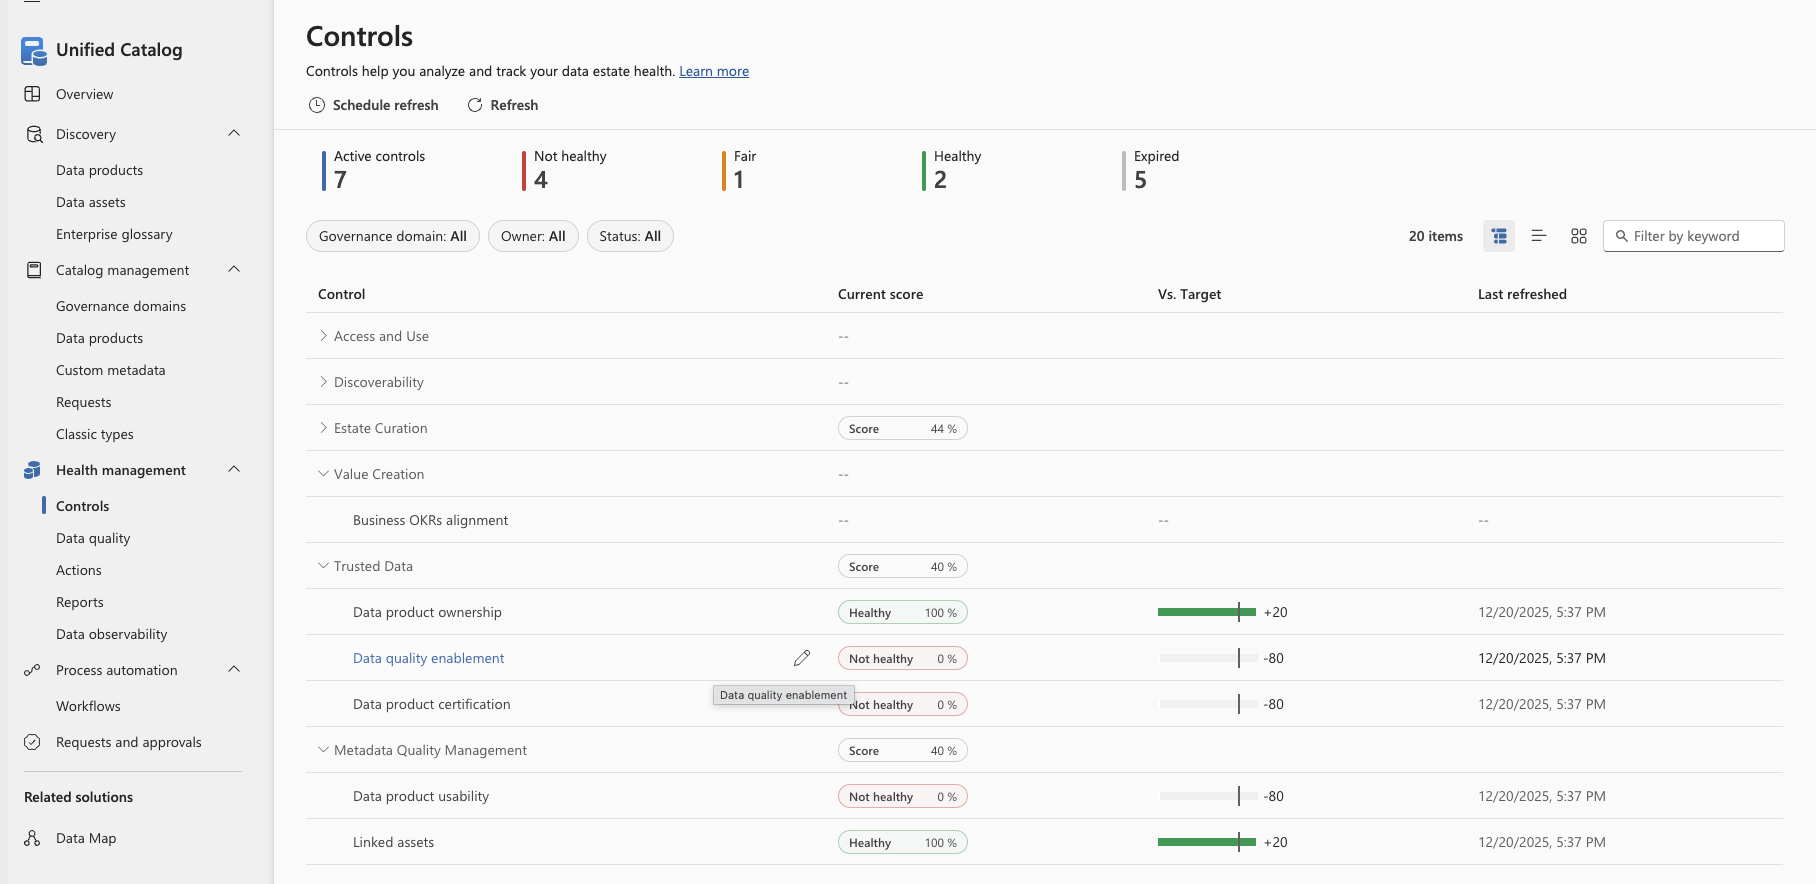 Unified Catalog
Overview
Discovery
Data products
Data assets
Enterprise glossary
Catalog management
Governance domains
Data products
Custom metadata
Requests
Classic types
Health management
Controls
Data quality
Actions
Reports
Data observability
Process automation
Workflows
Requests and approvals
Related solutions
Data Map
Controls
Controls help you analyze and track your data estate health. Learn more
Schedule refresh Refresh
Active controls Not healthy Fair Healthy Expired
7 4 1 2 5
Governance domain: All Owner: All Status: All 20 items Filter by keyword
Control Current score Vs. Target Last refreshed
Access and Use --
Discoverability --
Estate Curation Score 44 %
Value Creation --
Business OKRs alignment -- -- --
Trusted Data Score 40 %
Data product ownership Healthy 100 % +20 12/20/2025, 5:37 PM
Data quality enablement Not healthy 0 % -80 12/20/2025, 5:37 PM
Data quality enablement
Data product certification Not healthy 0 % -80 12/20/2025, 5:37 PM
Metadata Quality Management Score 40 %
Data product usability Not healthy 0 % -80 12/20/2025, 5:37 PM
Linked assets Healthy 100 % +20 12/20/2025, 5:37 PM